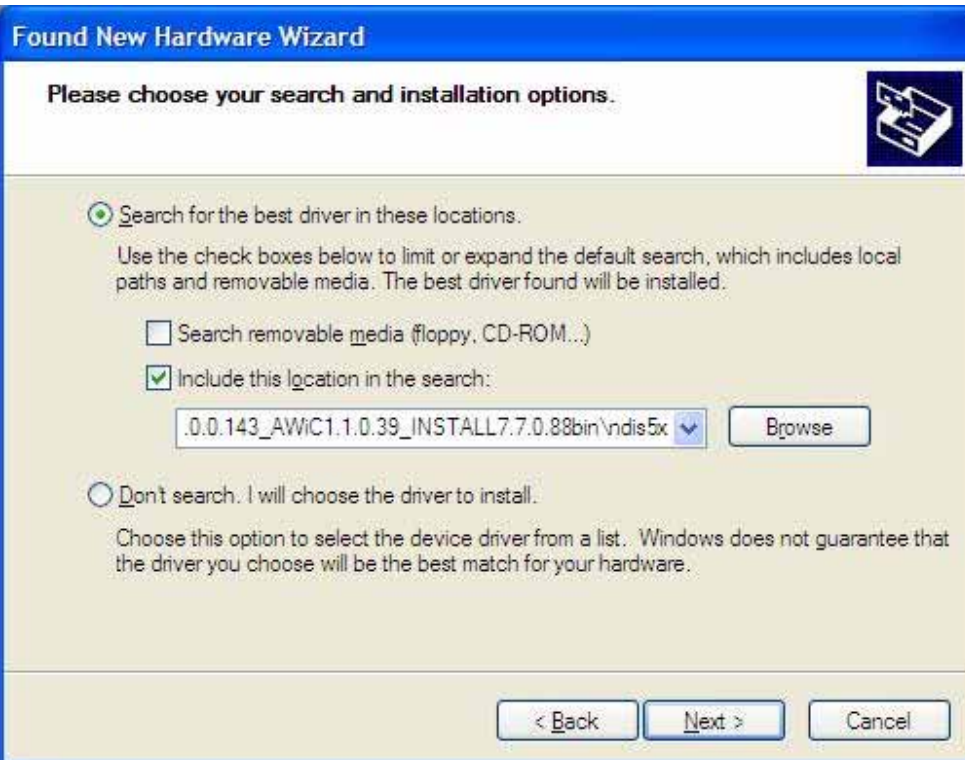 Found New Hardware Wizard
Please choose your search and installation options.
Search for the best driver in these locations.
Use the check boxes below to limit or expand the default search, which includes local
paths and removable media. The best driver found will be installed.
Search removable media (floppy, CD-ROM...)
Include this location in the search:
.0.0.143_AWiC1.1.0.39_INSTALL7.7.0.88bin\ndis5x
Browse
Don't search. I will choose the driver to install.
Choose this option to select the device driver from a list. Windows does not guarantee that
the driver you choose will be the best match for your hardware.
< Back Next > Cancel